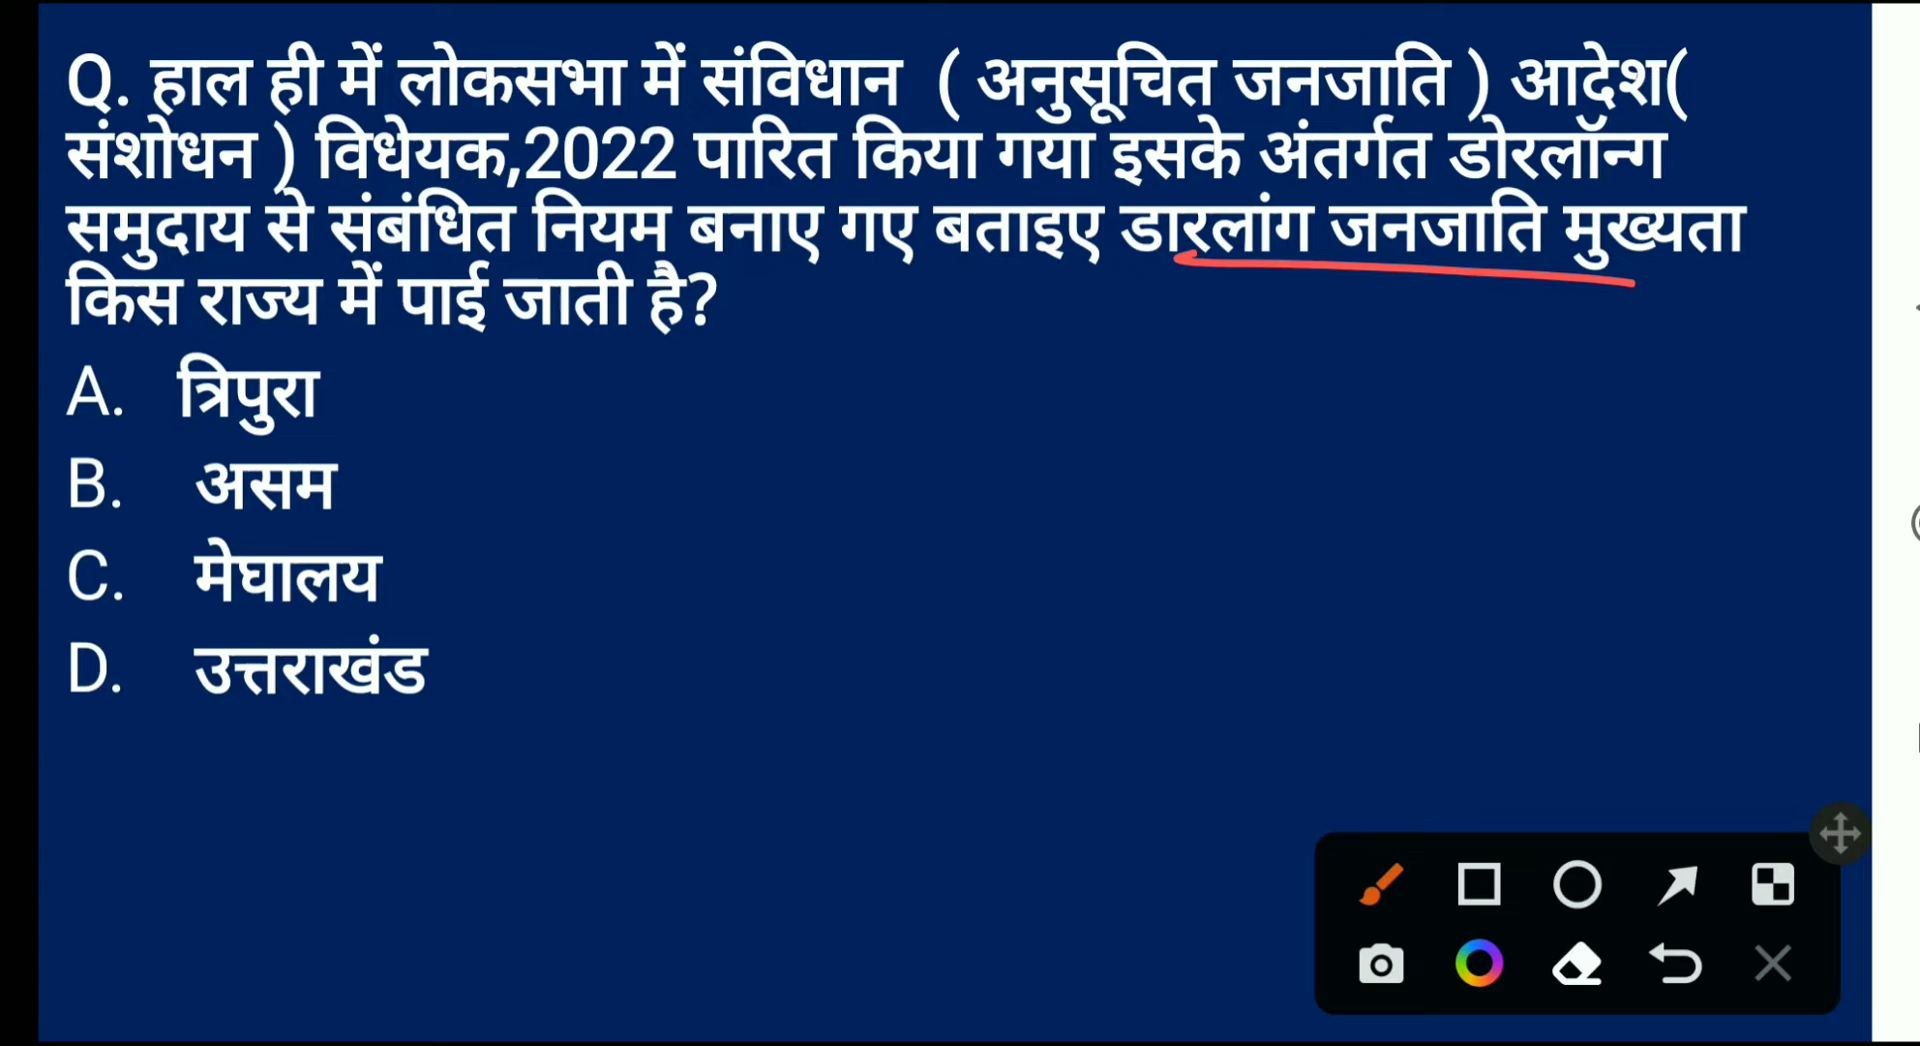 Q. हाल ही में लोकसभा में संविधान ( अनुसूचित जनजाति ) आदेश(
संशोधन ) विधेयक,2022 पारित किया गया इसके अंतर्गत डोरलॉन्ग
समुदाय से संबंधित नियम बनाए गए बताइए डारलांग जनजाति मुख्यता
किस राज्य में पाई जाती है?
A. त्रिपुरा
B. असम
C. मेघालय
D. उत्तराखंड